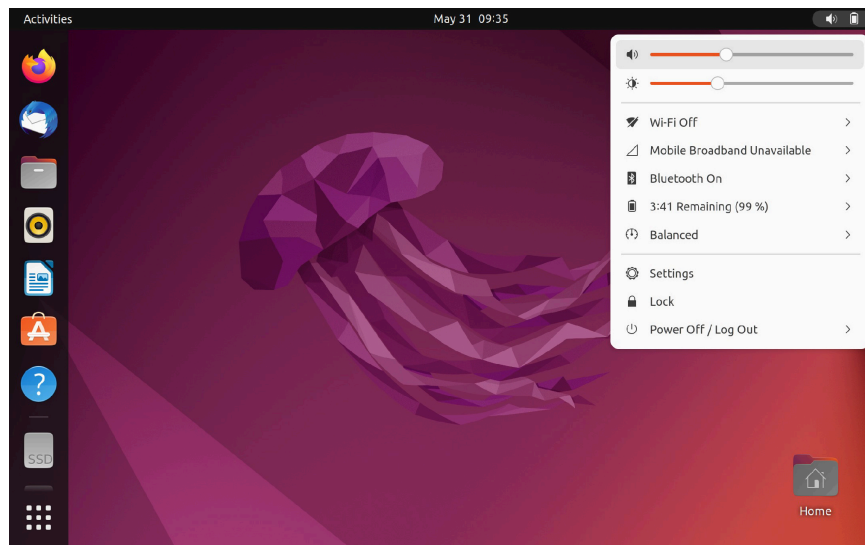 Activities
May 31 09:35
Wi-Fi Off
Mobile Broadband Unavailable
Bluetooth On
3:41 Remaining (99 %)
Balanced
Settings
Lock
Power Off / Log Out
SSD
Home